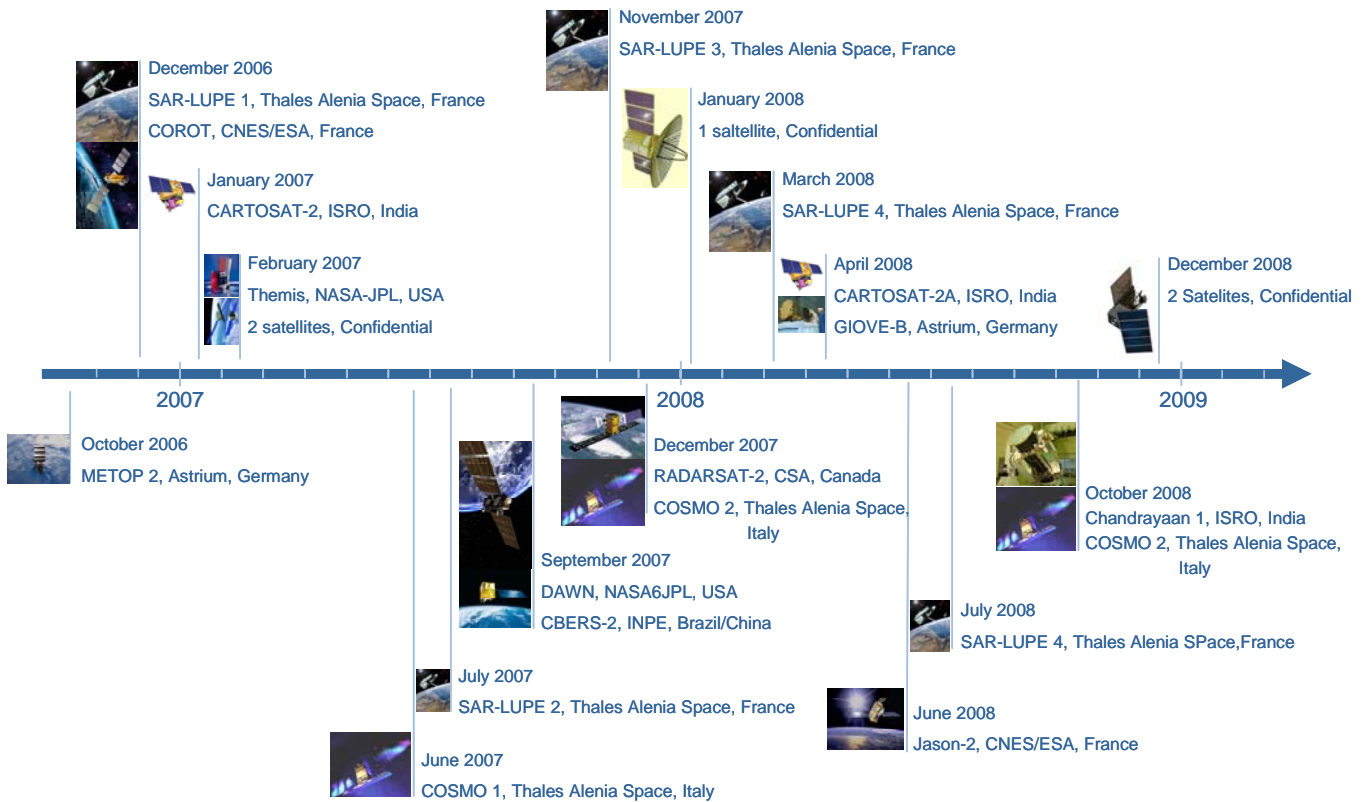 November 2007
SAR-LUPE 3, Thales Alenia Space, France
December 2006
SAR-LUPE 1, Thales Alenia Space, France
COROT, CNES/ESA, France
January 2008
1 saltellite, Confidential
January 2007
CARTOSAT-2, ISRO, India
March 2008
SAR-LUPE 4, Thales Alenia Space, France
February 2007
Themis, NASA-JPL, USA
2 satellites, Confidential
April 2008
CARTOSAT-2A, ISRO, India
GIOVE-B, Astrium, Germany
December 2008
2 Satelites, Confidential
2007
2008
2009
October 2006
METOP 2, Astrium, Germany
December 2007
RADARSAT-2, CSA, Canada
COSMO 2, Thales Alenia Space,
Italy
October 2008
Chandrayaan 1, ISRO, India
COSMO 2, Thales Alenia Space,
Italy
September 2007
DAWN, NASA6JPL, USA
CBERS-2, INPE, Brazil/China
July 2008
SAR-LUPE 4, Thales Alenia SPace,France
July 2007
SAR-LUPE 2, Thales Alenia Space, France
June 2008
Jason-2, CNES/ESA, France
June 2007
COSMO 1, Thales Alenia Space, Italy